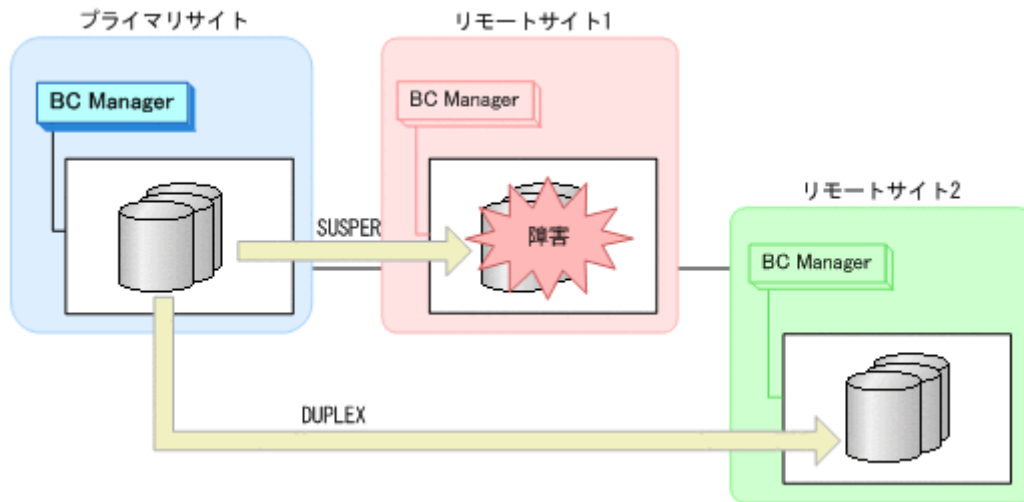 プライマリサイト
リモートサイト1
BC Manager
BC Manager
リモートサイト2
SUSPER
障害
BC Manager
DUPLEX